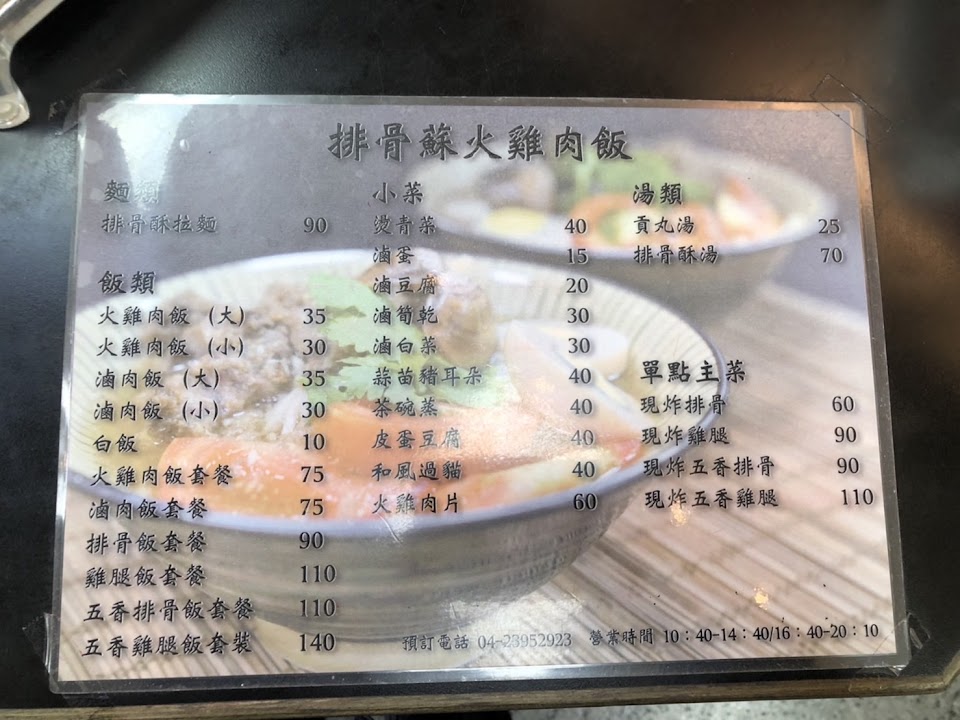 排骨蘇火雞肉飯
麵類
排骨酥拉麵 90
飯類
火雞肉飯 (大) 35
火雞肉飯 (小) 30
滷肉飯 (大) 35
滷肉飯 (小) 30
白飯 10
火雞肉飯套餐 75
滷肉飯套餐 75
排骨飯套餐 90
雞腿飯套餐 110
五香排骨飯套餐 110
五香雞腿飯套裝 140
小菜
燙青菜 40
滷蛋 15
滷豆腐 20
滷筍乾 30
滷白菜 30
蒜苗豬耳朵 40
茶碗蒸 40
皮蛋豆腐 40
和風過貓 40
火雞肉片 60
湯類
貢丸湯 25
排骨酥湯 70
單點主菜
現炸排骨 60
現炸雞腿 90
現炸五香排骨 90
現炸五香雞腿 110
預訂電話 04-23952923 營業時間 10：40-14：40/16：40-20：10